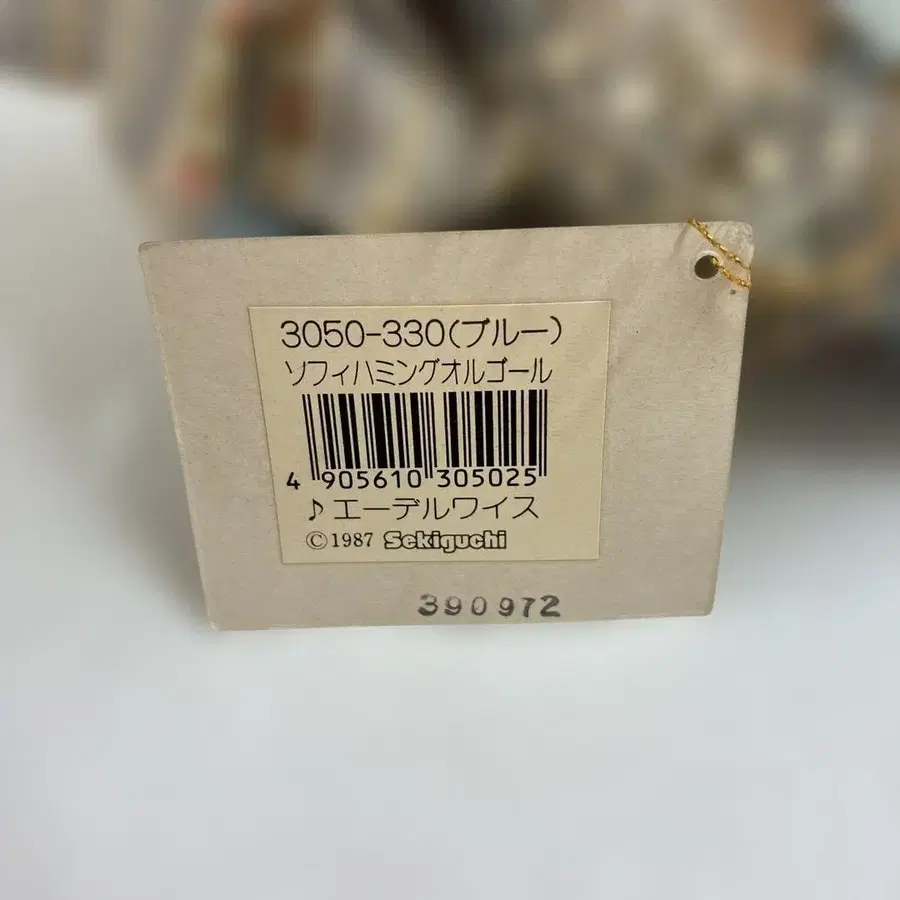 3050-330(ブルー)
ソフィハミングオルゴール
4 905610 305025
♪エーデルワイス
©1987 Sekiguchi
390972